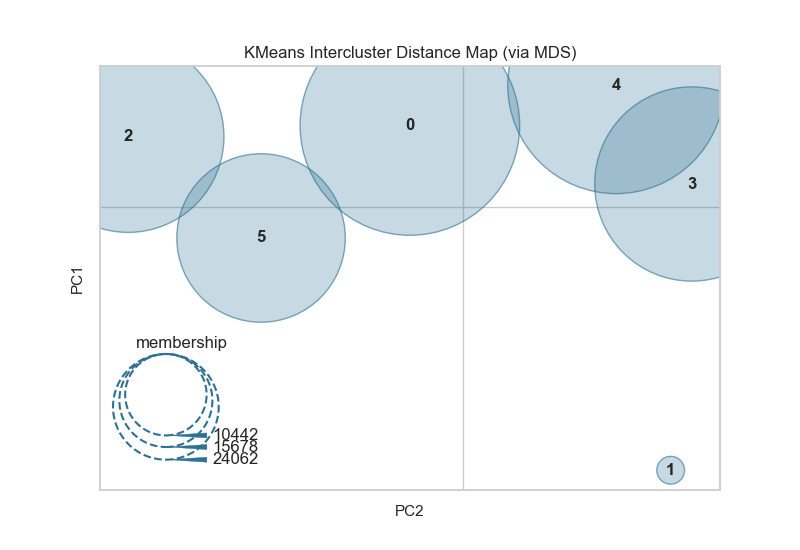 KMeans Intercluster Distance Map (via MDS)
4
0
2
3
5
PC1
membership
10442
15678
24062
1
PC2